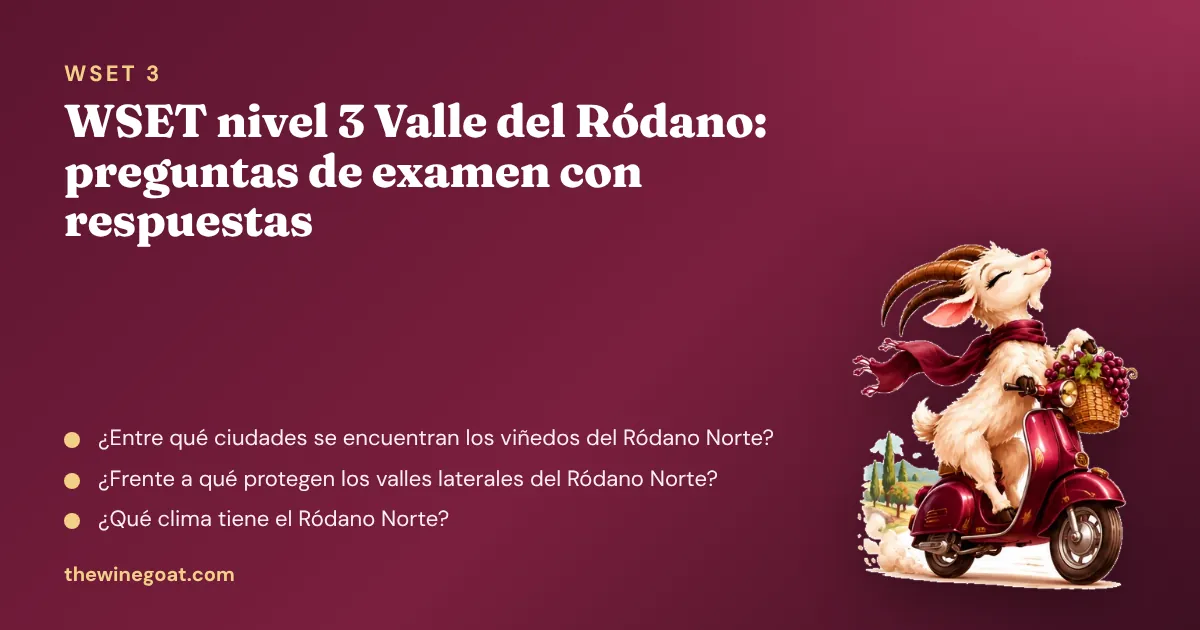 WSET 3
WSET nivel 3 Valle del Ródano:
preguntas de examen con
respuestas
¿Entre qué ciudades se encuentran los viñedos del Ródano Norte?
¿Frente a qué protegen los valles laterales del Ródano Norte?
¿Qué clima tiene el Ródano Norte?
thewinegoat.com